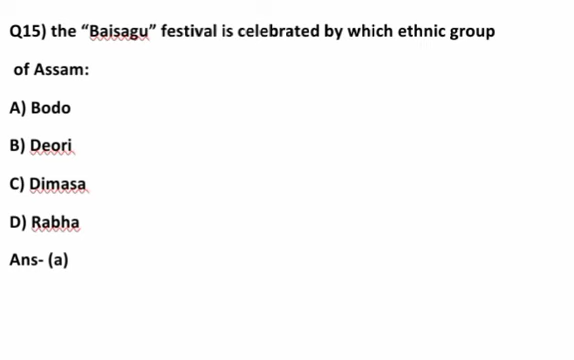 Q15) the “Baisagu” festival is celebrated by which ethnic group
of Assam:
A) Bodo
B) Deori
C) Dimasa
D) Rabha
Ans- (a)